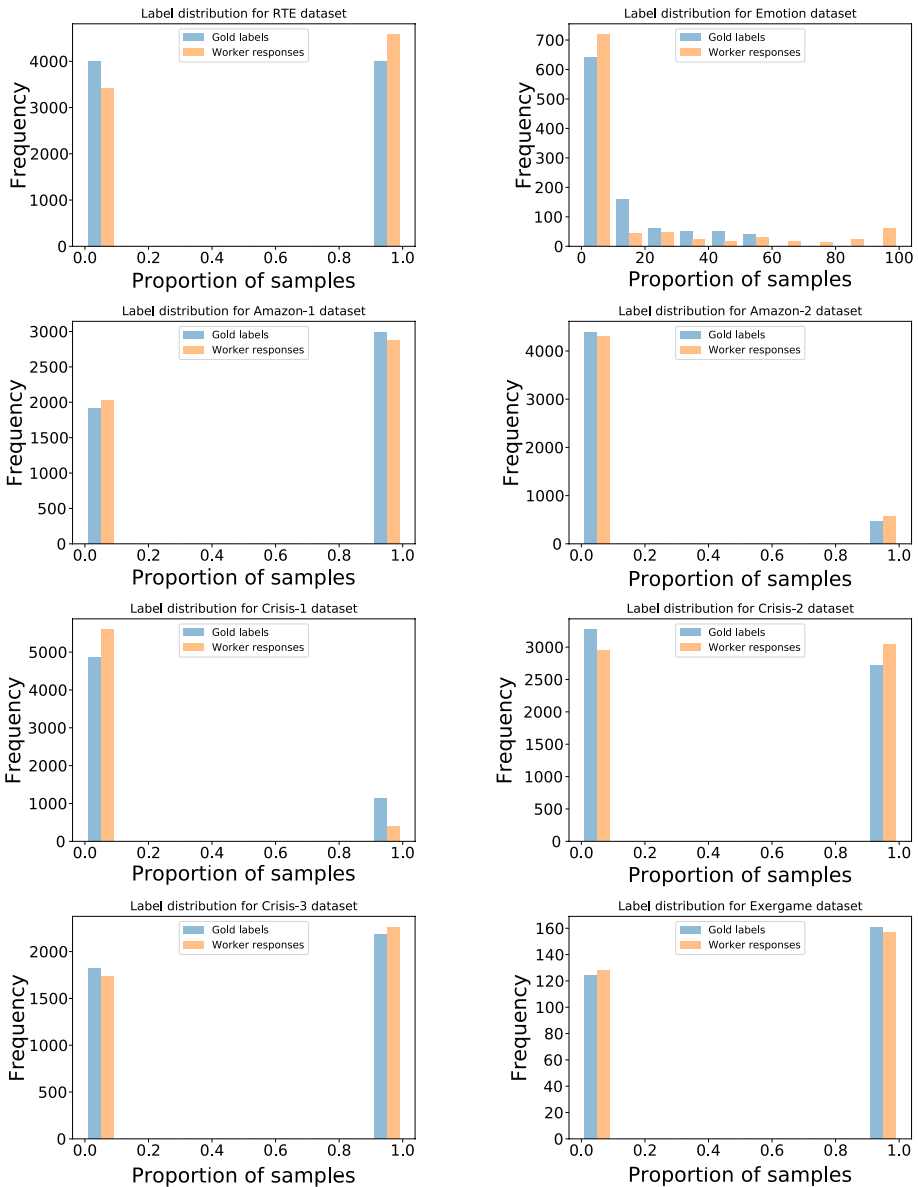 Label distribution for RTE dataset
Gold labels
Worker responses
Frequency
4000
3000
2000
1000
0
0.0 0.2 0.4 0.6 0.8 1.0
Proportion of samples
Label distribution for Emotion dataset
Gold labels
Worker responses
Frequency
700
600
500
400
300
200
100
0
0 20 40 60 80 100
Proportion of samples
Label distribution for Amazon-1 dataset
Gold labels
Worker responses
Frequency
3000
2500
2000
1500
1000
500
0
0.0 0.2 0.4 0.6 0.8 1.0
Proportion of samples
Label distribution for Amazon-2 dataset
Gold labels
Worker responses
Frequency
4000
3000
2000
1000
0
0.0 0.2 0.4 0.6 0.8 1.0
Proportion of samples
Label distribution for Crisis-1 dataset
Gold labels
Worker responses
Frequency
5000
4000
3000
2000
1000
0
0.0 0.2 0.4 0.6 0.8 1.0
Proportion of samples
Label distribution for Crisis-2 dataset
Gold labels
Worker responses
Frequency
3000
2500
2000
1500
1000
500
0
0.0 0.2 0.4 0.6 0.8 1.0
Proportion of samples
Label distribution for Crisis-3 dataset
Gold labels
Worker responses
Frequency
2000
1500
1000
500
0
0.0 0.2 0.4 0.6 0.8 1.0
Proportion of samples
Label distribution for Exergame dataset
Gold labels
Worker responses
Frequency
160
140
120
100
80
60
40
20
0
0.0 0.2 0.4 0.6 0.8 1.0
Proportion of samples